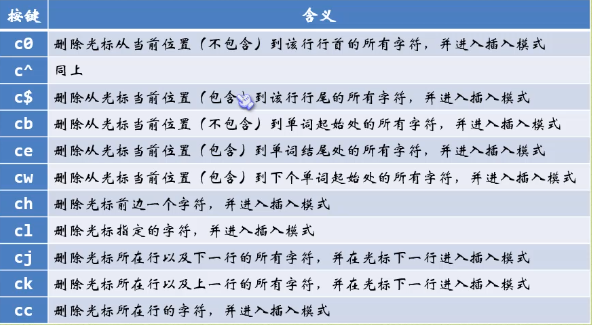 按键 含义
c0 删除光标从当前位置（不包含）到该行行首的所有字符，并进入插入模式
c^ 同上
c$ 删除从光标当前位置（包含）到该行行尾的所有字符，并进入插入模式
cb 删除从光标当前位置（不包含）到单词起始处的所有字符，并进入插入模式
ce 删除从光标当前位置（包含）到单词结尾处的所有字符，并进入插入模式
cw 删除从光标当前位置（包含）到下个单词起始处的所有字符，并进入插入模式
ch 删除光标前边一个字符，并进入插入模式
cl 删除光标指定的字符，并进入插入模式
cj 删除光标所在行以及下一行的所有字符，并在光标下一行进入插入模式
ck 删除光标所在行以及上一行的所有字符，并在光标下一行进入插入模式
cc 删除光标所在行的字符，并进入插入模式